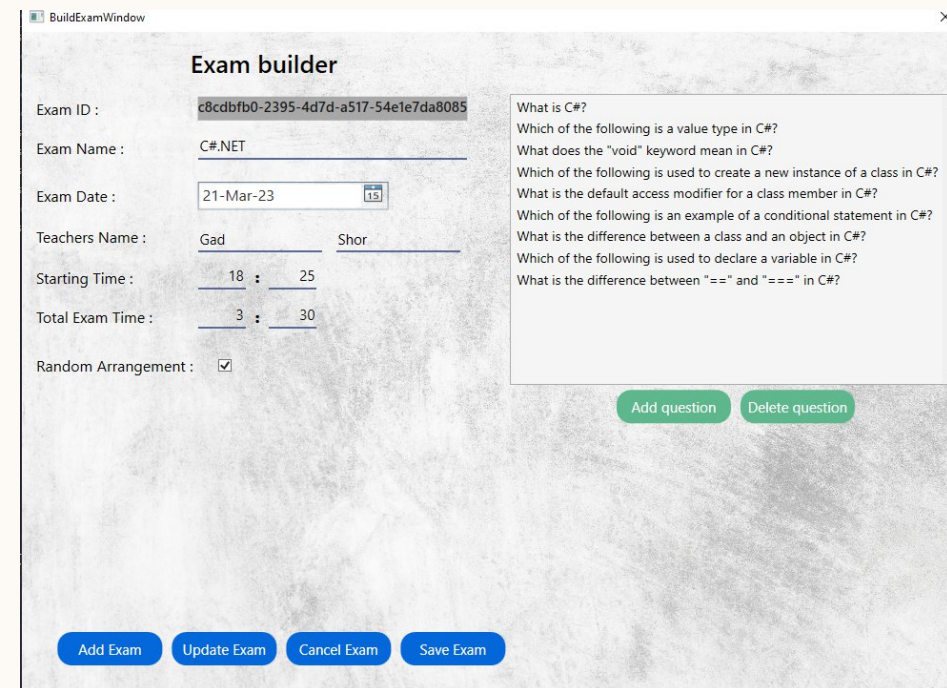 BuildExamWindow
Exam builder
Exam ID : c8cdbfb0-2395-4d7d-a517-54e1e7da8085
Exam Name : C#.NET
Exam Date : 21-Mar-23 15
Teachers Name : Gad Shor
Starting Time : 18 : 25
Total Exam Time : 3 : 30
Random Arrangement :
What is C#?
Which of the following is a value type in C#?
What does the "void" keyword mean in C#?
Which of the following is used to create a new instance of a class in C#?
What is the default access modifier for a class member in C#?
Which of the following is an example of a conditional statement in C#?
What is the difference between a class and an object in C#?
Which of the following is used to declare a variable in C#?
What is the difference between "==" and "===" in C#?
Add question Delete question
Add Exam Update Exam Cancel Exam Save Exam